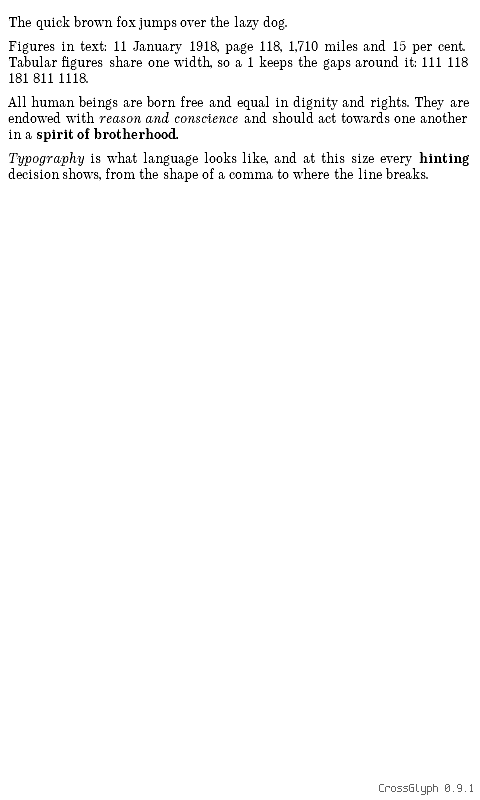 The quick brown fox jumps over the lazy dog.
Figures in text: 11 January 1918, page 118, 1,710 miles and 15 per cent.
Tabular figures share one width, so a 1 keeps the gaps around it: 111 118
181 811 1118.
All human beings are born free and equal in dignity and rights. They are
endowed with reason and conscience and should act towards one another
in a spirit of brotherhood.
Typography is what language looks like, and at this size every hinting
decision shows, from the shape of a comma to where the line breaks.
CrossGlyph 0.9.1